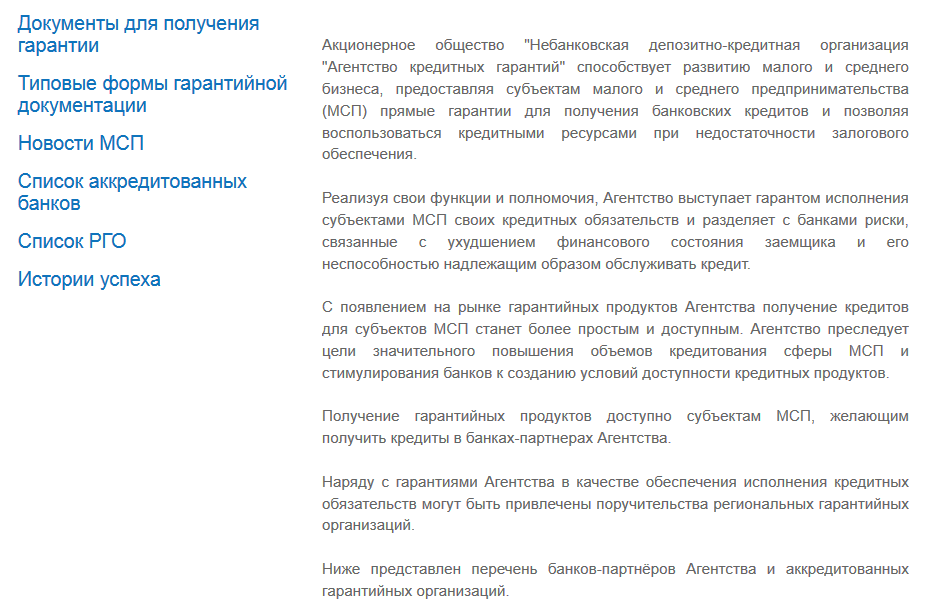 Документы для получения
гарантии
Типовые формы гарантийной
документации
Новости МСП
Список аккредитованных
банков
Список РГО
Истории успеха
Акционерное общество "Небанковская депозитно-кредитная организация
"Агентство кредитных гарантий" способствует развитию малого и среднего
бизнеса, предоставляя субъектам малого и среднего предпринимательства
(МСП) прямые гарантии для получения банковских кредитов и позволяя
воспользоваться кредитными ресурсами при недостаточности залогового
обеспечения.
Реализуя свои функции и полномочия, Агентство выступает гарантом исполнения
субъектами МСП своих кредитных обязательств и разделяет с банками риски,
связанные с ухудшением финансового состояния заемщика и его
неспособностью надлежащим образом обслуживать кредит.
С появлением на рынке гарантийных продуктов Агентства получение кредитов
для субъектов МСП станет более простым и доступным. Агентство преследует
цели значительного повышения объемов кредитования сферы МСП и
стимулирования банков к созданию условий доступности кредитных продуктов.
Получение гарантийных продуктов доступно субъектам МСП, желающим
получить кредиты в банках-партнерах Агентства.
Наряду с гарантиями Агентства в качестве обеспечения исполнения кредитных
обязательств могут быть привлечены поручительства региональных гарантийных
организаций.
Ниже представлен перечень банков-партнёров Агентства и аккредитованных
гарантийных организаций.